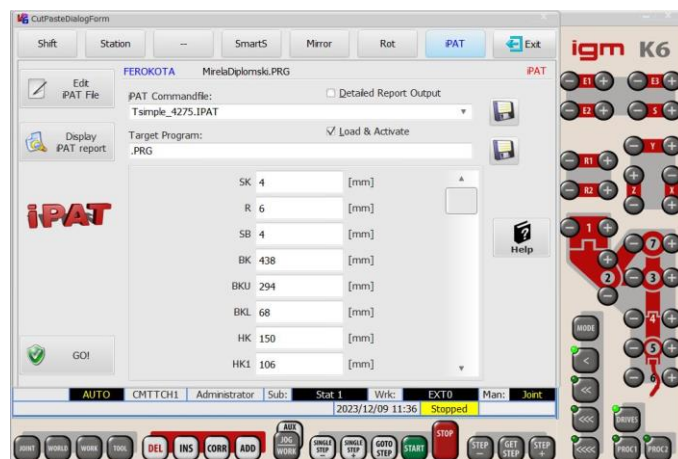 CutPasteDialogForm
Shift Station -- SmartS Mirror Rot iPAT Exit
igm K6
FEROKOTA MirelaDiplomski.PRG iPAT
Edit
iPAT File
iPAT Commandfile:
Detailed Report Output
Tsimple_4275.IPAT
Display
iPAT report
Target Program:
Load & Activate
.PRG
SK 4 [mm]
R 6 [mm]
SB 4 [mm]
BK 438 [mm]
BKU 294 [mm]
BKL 68 [mm]
HK 150 [mm]
HK1 106 [mm]
iPAT
Help
GO!
AUTO CMTTCH1 Administrator Sub: Stat 1 Wrk: EXT0 Man: Joint
2023/12/09 11:36 Stopped
E1 E3
E2 S
Y
R1
R2 Z X
1
7
2 3
4
5
6
MODE
<
<<
<<<
<<<<
DRIVES
PROC1 PROC2
JOINT WORLD WORK TOOL
DEL INS CORR ADD
AUX
JOG
WORK
SINGLE
STEP
-
SINGLE
STEP
+
GOTO
STEP
START
STOP
STEP
-
GET
STEP
STEP
+